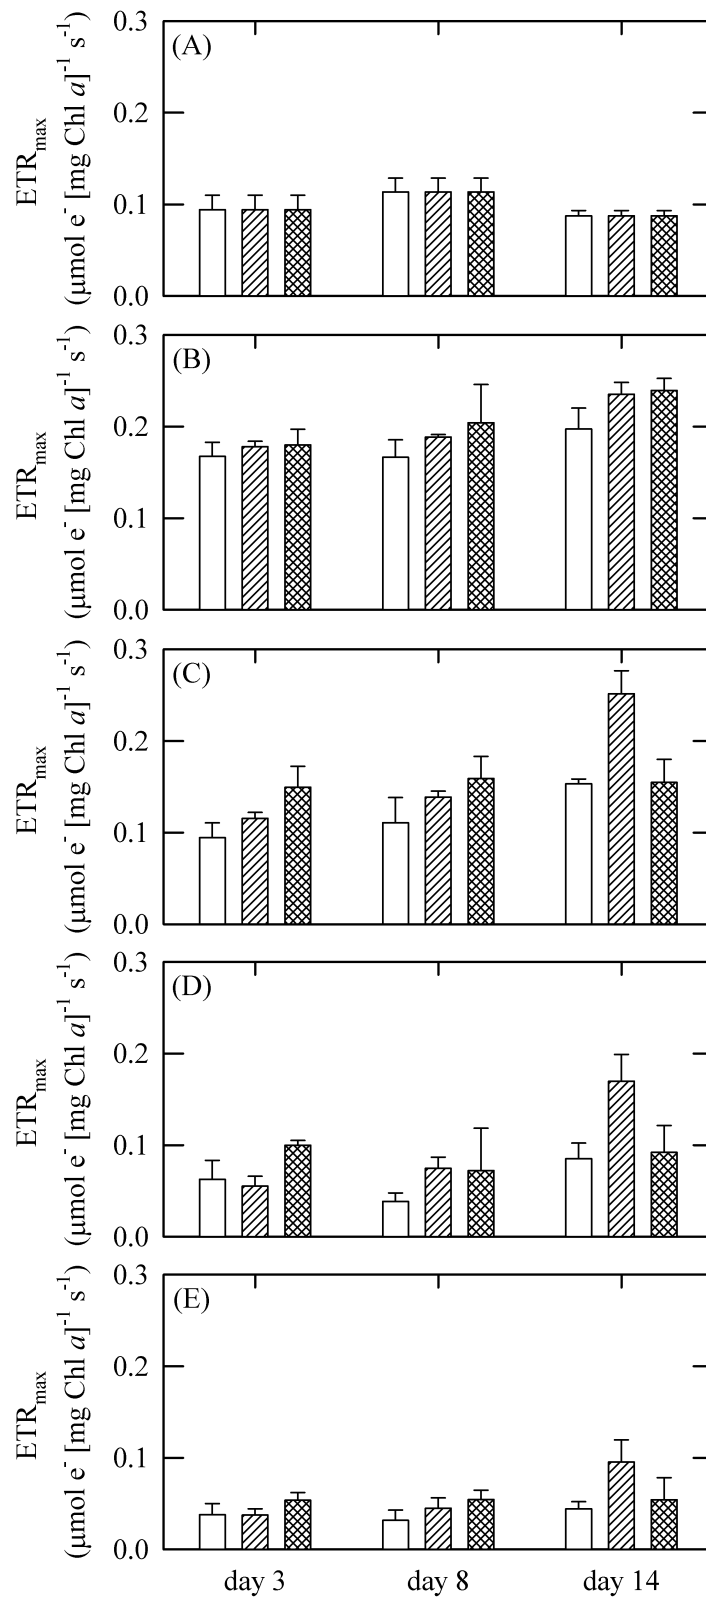 0.3
(A)
0.2
0.1
0.0
ETRmax
(µmol e- [mg Chl a]-1 s-1)
0.3
(B)
0.2
0.1
0.0
ETRmax
(µmol e- [mg Chl a]-1 s-1)
0.3
(C)
0.2
0.1
0.0
ETRmax
(µmol e- [mg Chl a]-1 s-1)
0.3
(D)
0.2
0.1
0.0
ETRmax
(µmol e- [mg Chl a]-1 s-1)
0.3
(E)
0.2
0.1
0.0
ETRmax
(µmol e- [mg Chl a]-1 s-1)
day 3 day 8 day 14